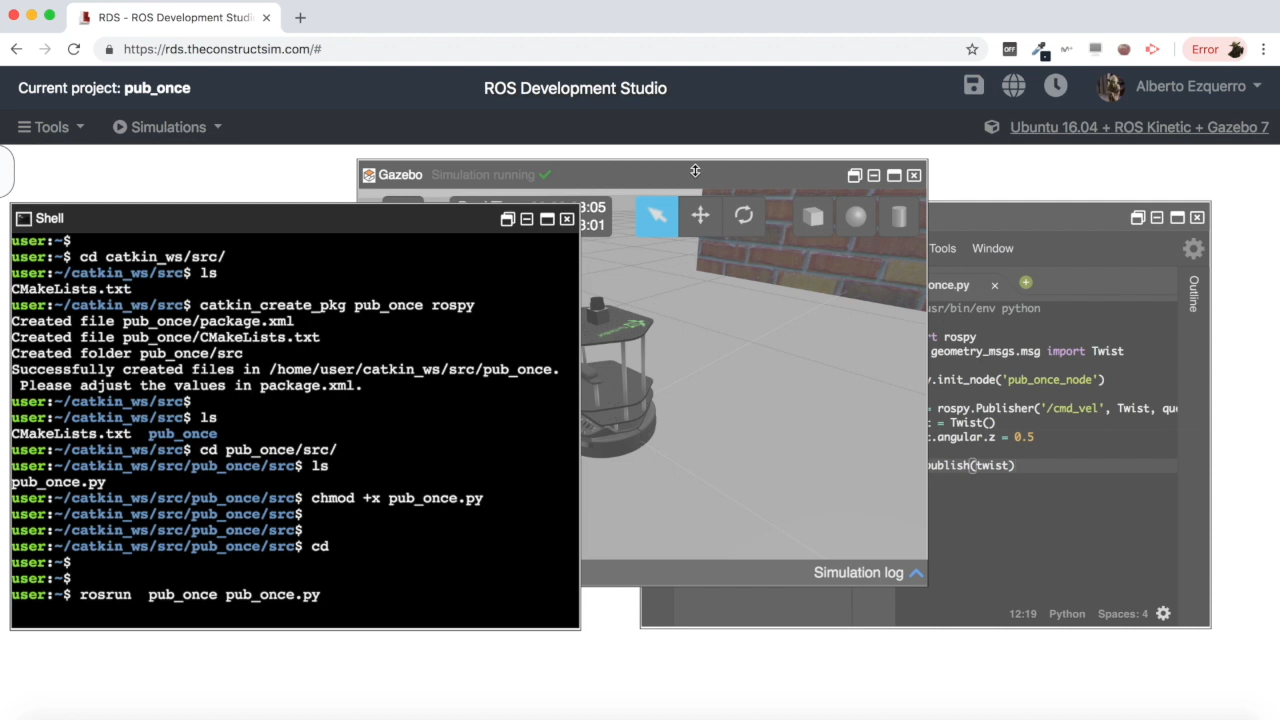 RDS - ROS Development Studi
https://rds.theconstructsim.com/#
OFF
Error
Current project: pub_once
ROS Development Studio
Alberto Ezquerro
Tools
Simulations
Ubuntu 16.04 + ROS Kinetic + Gazebo 7
Gazebo Simulation running
3:05
3:01
Shell
user:~$
user:~$ cd catkin_ws/src/
user:~/catkin_ws/src$ ls
CMakeLists.txt
user:~/catkin_ws/src$ catkin_create_pkg pub_once rospy
Created file pub_once/package.xml
Created file pub_once/CMakeLists.txt
Created folder pub_once/src
Successfully created files in /home/user/catkin_ws/src/pub_once.
Please adjust the values in package.xml.
user:~/catkin_ws/src$
user:~/catkin_ws/src$ ls
CMakeLists.txt pub_once
user:~/catkin_ws/src$ cd pub_once/src/
user:~/catkin_ws/src/pub_once/src$ ls
pub_once.py
user:~/catkin_ws/src/pub_once/src$ chmod +x pub_once.py
user:~/catkin_ws/src/pub_once/src$
user:~/catkin_ws/src/pub_once/src$
user:~/catkin_ws/src/pub_once/src$ cd
user:~$
user:~$
user:~$ rosrun pub_once pub_once.py
Simulation log
Tools Window
once.py
Outline
usr/bin/env python
rt rospy
geometry_msgs.msg import Twist
y.init_node('pub_once_node')
= rospy.Publisher('/cmd_vel', Twist, que
t = Twist()
t.angular.z = 0.5
publish(twist)
12:19 Python Spaces: 4